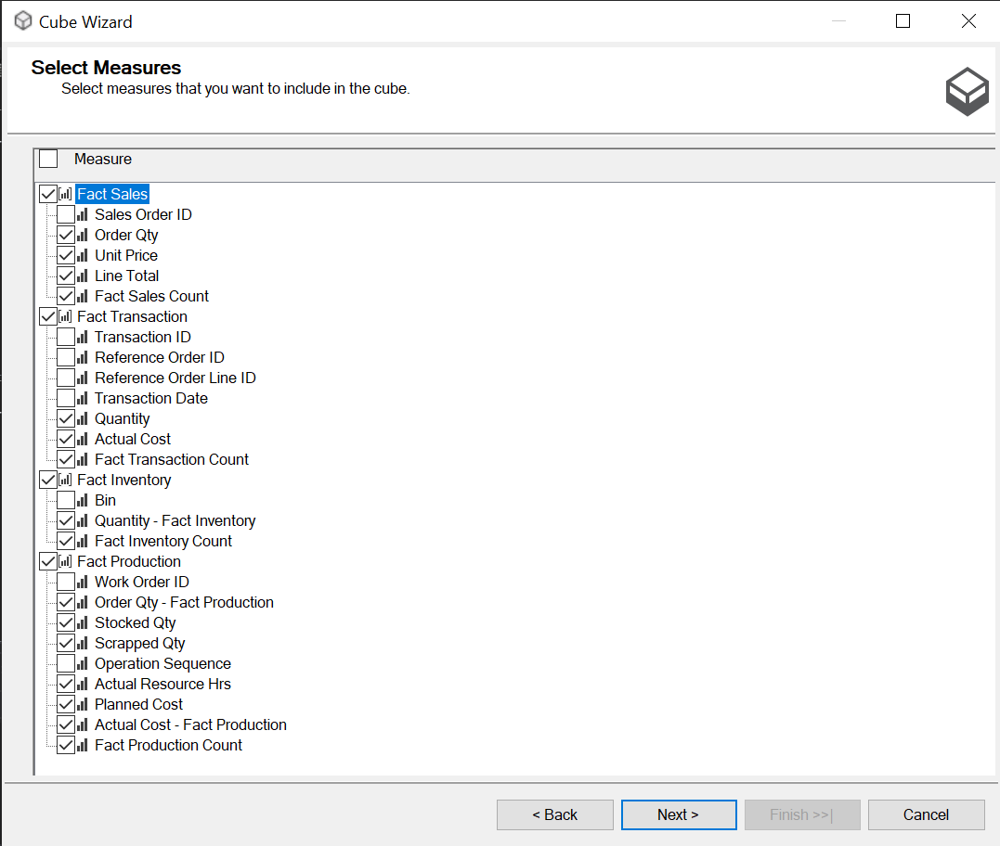 Cube Wizard
Select Measures
Select measures that you want to include in the cube.
Measure
Fact Sales
Sales Order ID
Order Qty
Unit Price
Line Total
Fact Sales Count
Fact Transaction
Transaction ID
Reference Order ID
Reference Order Line ID
Transaction Date
Quantity
Actual Cost
Fact Transaction Count
Fact Inventory
Bin
Quantity - Fact Inventory
Fact Inventory Count
Fact Production
Work Order ID
Order Qty - Fact Production
Stocked Qty
Scrapped Qty
Operation Sequence
Actual Resource Hrs
Planned Cost
Actual Cost - Fact Production
Fact Production Count
< Back Next > Finish >>| Cancel